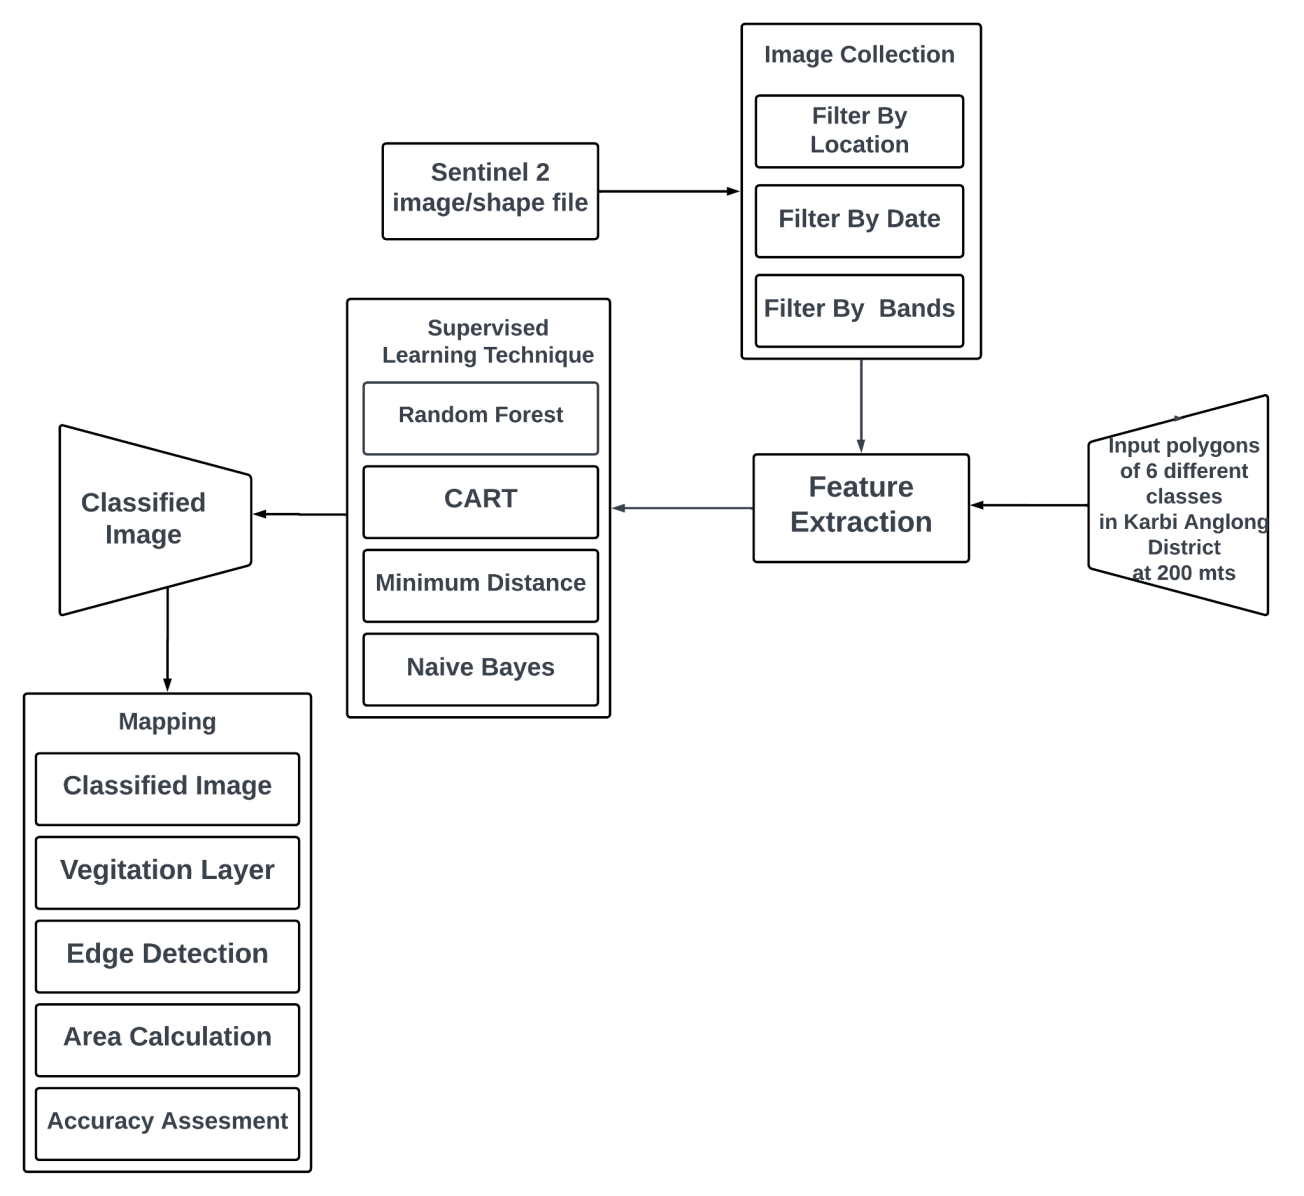 Image Collection
Filter By
Location
Filter By Date
Filter By  Bands
Sentinel 2
image/shape file
Supervised
Learning Technique
Random Forest
CART
Minimum Distance
Naive Bayes
Feature
Extraction
Input polygons
of 6 different
classes
in Karbi Anglong
District
at 200 mts
Classified
Image
Mapping
Classified Image
Vegitation Layer
Edge Detection
Area Calculation
Accuracy Assesment